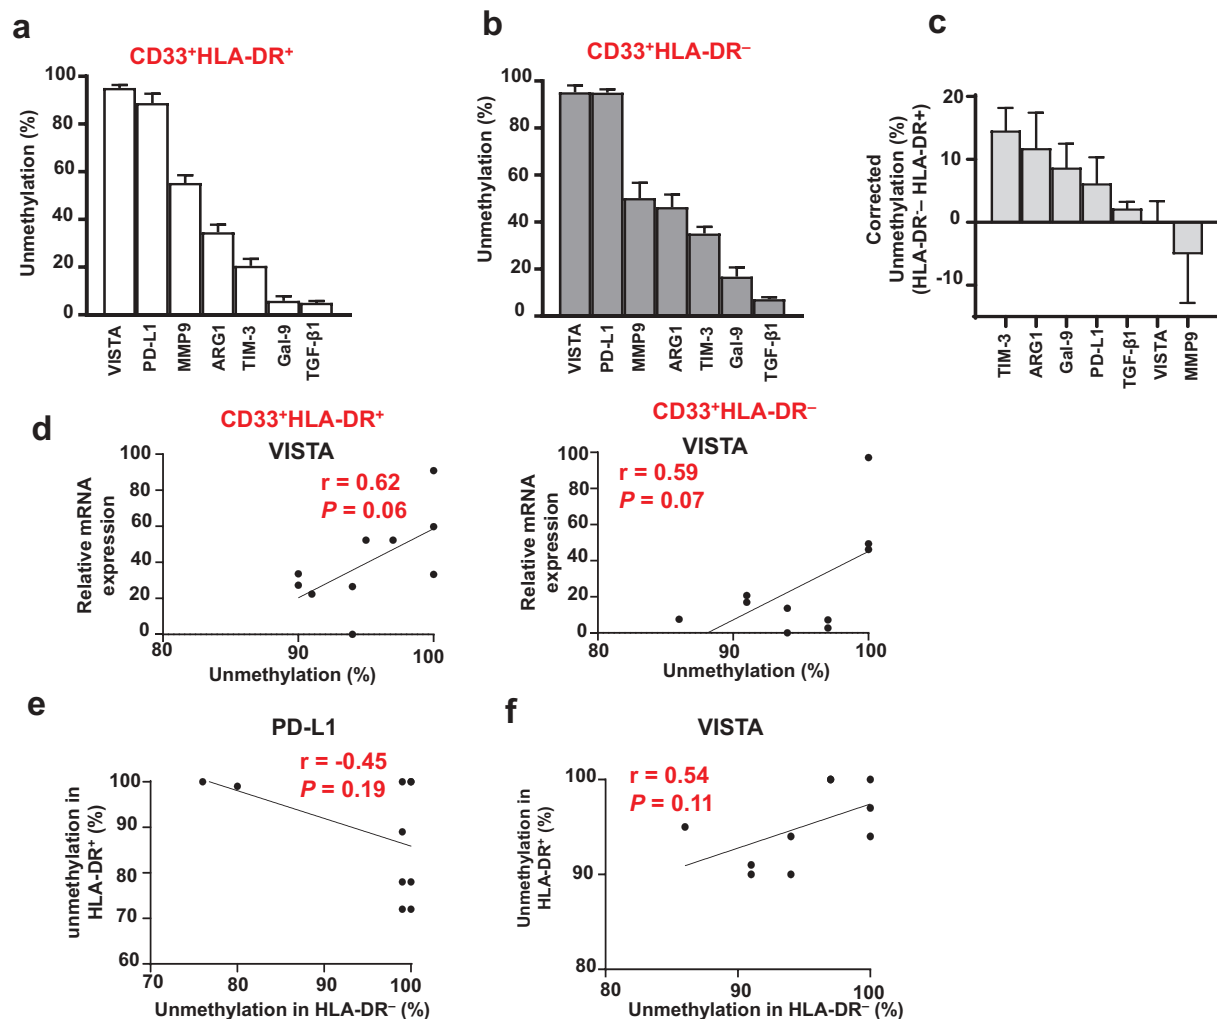 a
CD33⁺HLA-DR⁺
Unmethylation (%)
100
80
60
40
20
0
VISTA
PD-L1
MMP9
ARG1
TIM-3
Gal-9
TGF-β1
b
CD33⁺HLA-DR⁻
Unmethylation (%)
100
80
60
40
20
0
VISTA
PD-L1
MMP9
ARG1
TIM-3
Gal-9
TGF-β1
c
Corrected
Unmethylation (%)
(HLA-DR⁻– HLA-DR+)
20
10
0
-10
TIM-3
ARG1
Gal-9
PD-L1
TGF-β1
VISTA
MMP9
d
CD33⁺HLA-DR⁺
VISTA
r = 0.62
P = 0.06
Relative mRNA
expression
100
80
60
40
20
0
80
90
100
Unmethylation (%)
CD33⁺HLA-DR⁻
VISTA
r = 0.59
P = 0.07
Relative mRNA
expression
100
80
60
40
20
0
80
90
100
Unmethylation (%)
e
PD-L1
r = -0.45
P = 0.19
unmethylation in
HLA-DR⁺ (%)
100
90
80
70
60
70
80
90
100
Unmethylation in HLA-DR⁻ (%)
f
VISTA
r = 0.54
P = 0.11
Unmethylation in
HLA-DR⁺ (%)
100
90
80
80
90
100
Unmethylation in HLA-DR⁻ (%)